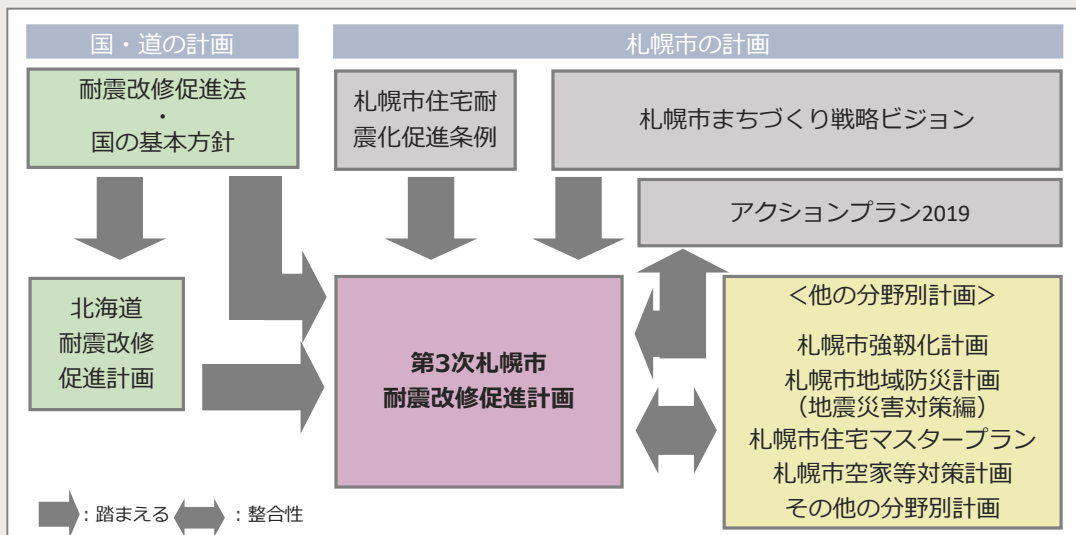 国・道の計画
札幌市の計画
耐震改修促進法
・
国の基本方針
札幌市住宅耐
震化促進条例
札幌市まちづくり戦略ビジョン
アクションプラン2019
北海道
耐震改修
促進計画
第3次札幌市
耐震改修促進計画
＜他の分野別計画＞
札幌市強靱化計画
札幌市地域防災計画
（地震災害対策編）
札幌市住宅マスタープラン
札幌市空家等対策計画
その他の分野別計画
：踏まえる
：整合性